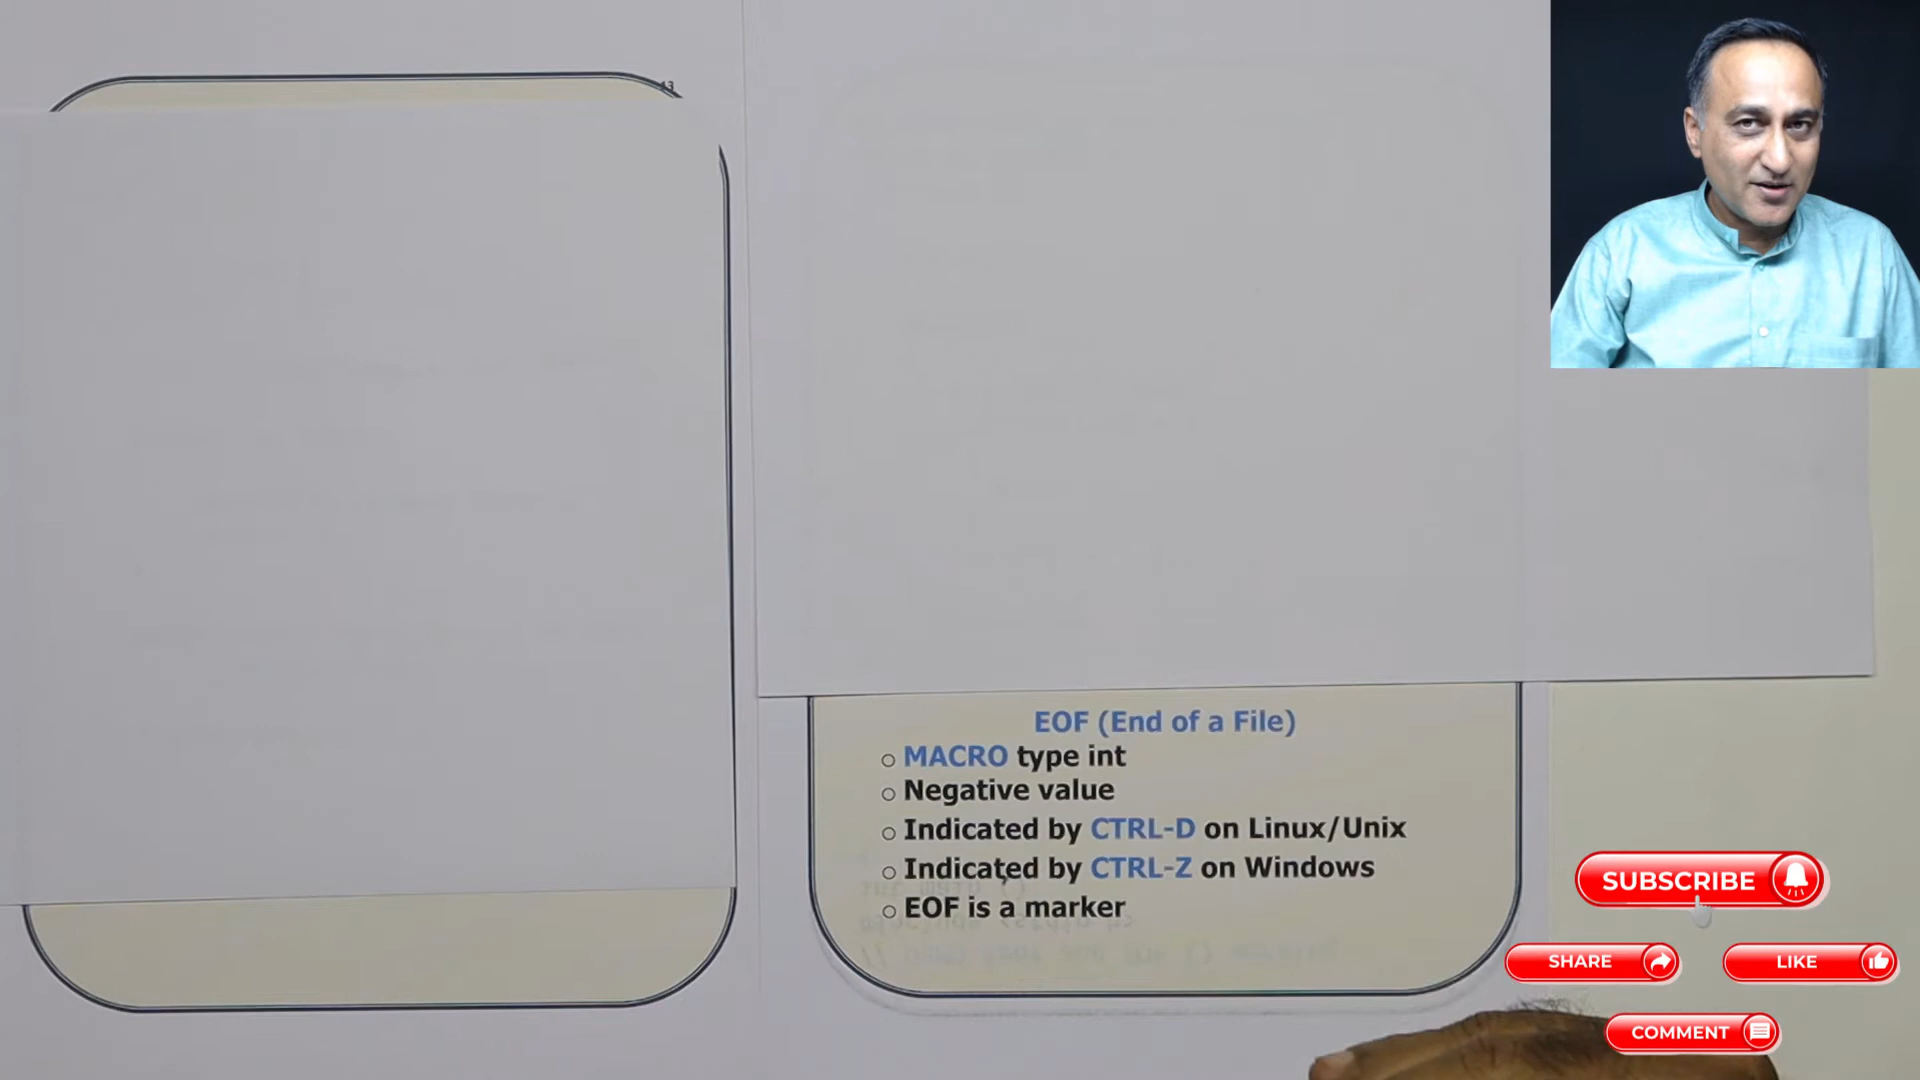 13
EOF (End of a File)
MACRO type int
Negative value
Indicated by CTRL-D on Linux/Unix
Indicated by CTRL-Z on Windows
EOF is a marker
SUBSCRIBE
SHARE
LIKE
COMMENT